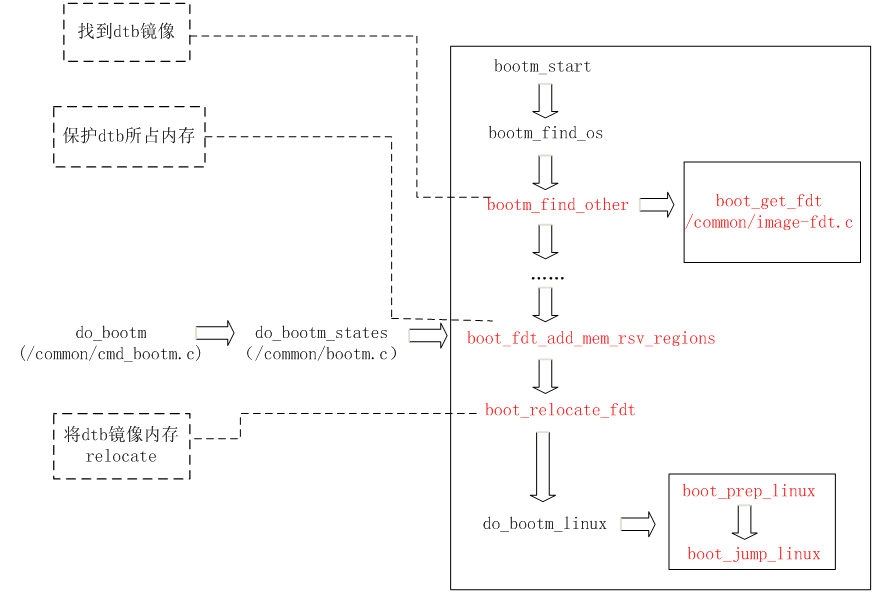 找到dtb镜像
保护dtb所占内存
do_bootm
(/common/cmd_bootm.c)
do_bootm_states
(/common/bootm.c)
将dtb镜像内存
relocate
bootm_start
bootm_find_os
bootm_find_other
boot_get_fdt
/common/image-fdt.c
……
boot_fdt_add_mem_rsv_regions
boot_relocate_fdt
do_bootm_linux
boot_prep_linux
boot_jump_linux